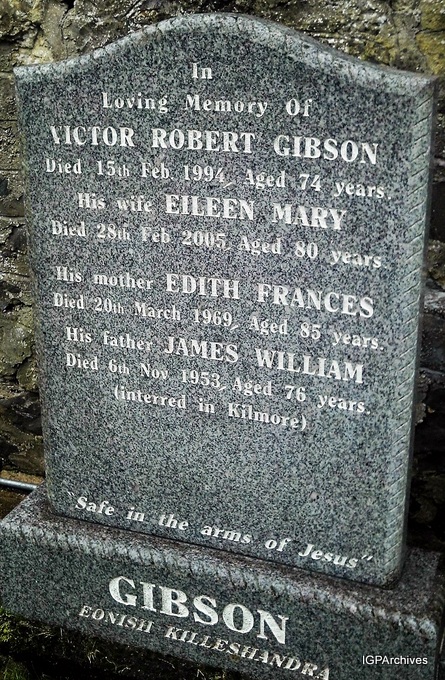 In
Loving Memory Of
VICTOR ROBERT GIBSON
Died 15th Feb. 1994, Aged 74 years.
His wife EILEEN MARY
Died 28th Feb 2005, Aged 80 years
His mother EDITH FRANCES
Died 20th March 1969, Aged 85 years.
His father JAMES WILLIAM
Died 6th Nov. 1953, Aged 76 years.
(interred in Kilmore)
"Safe in the arms of Jesus"
GIBSON
EONISH KILLESHANDRA
IGPArchives